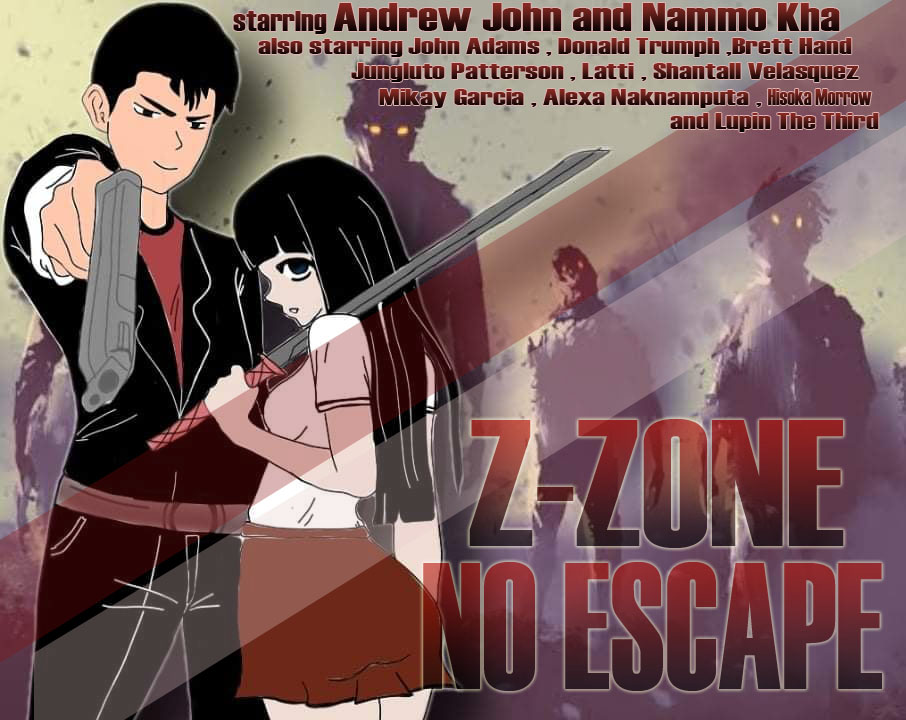 starring Andrew John and Nammo Kha
also starring John Adams , Donald Trumph ,Brett Hand
Jungluto Patterson , Latti , Shantall Velasquez
Mikay Garcia , Alexa Naknamputa , Hisoka Morrow
and Lupin The Third
Z-ZONE
NO ESCAPE